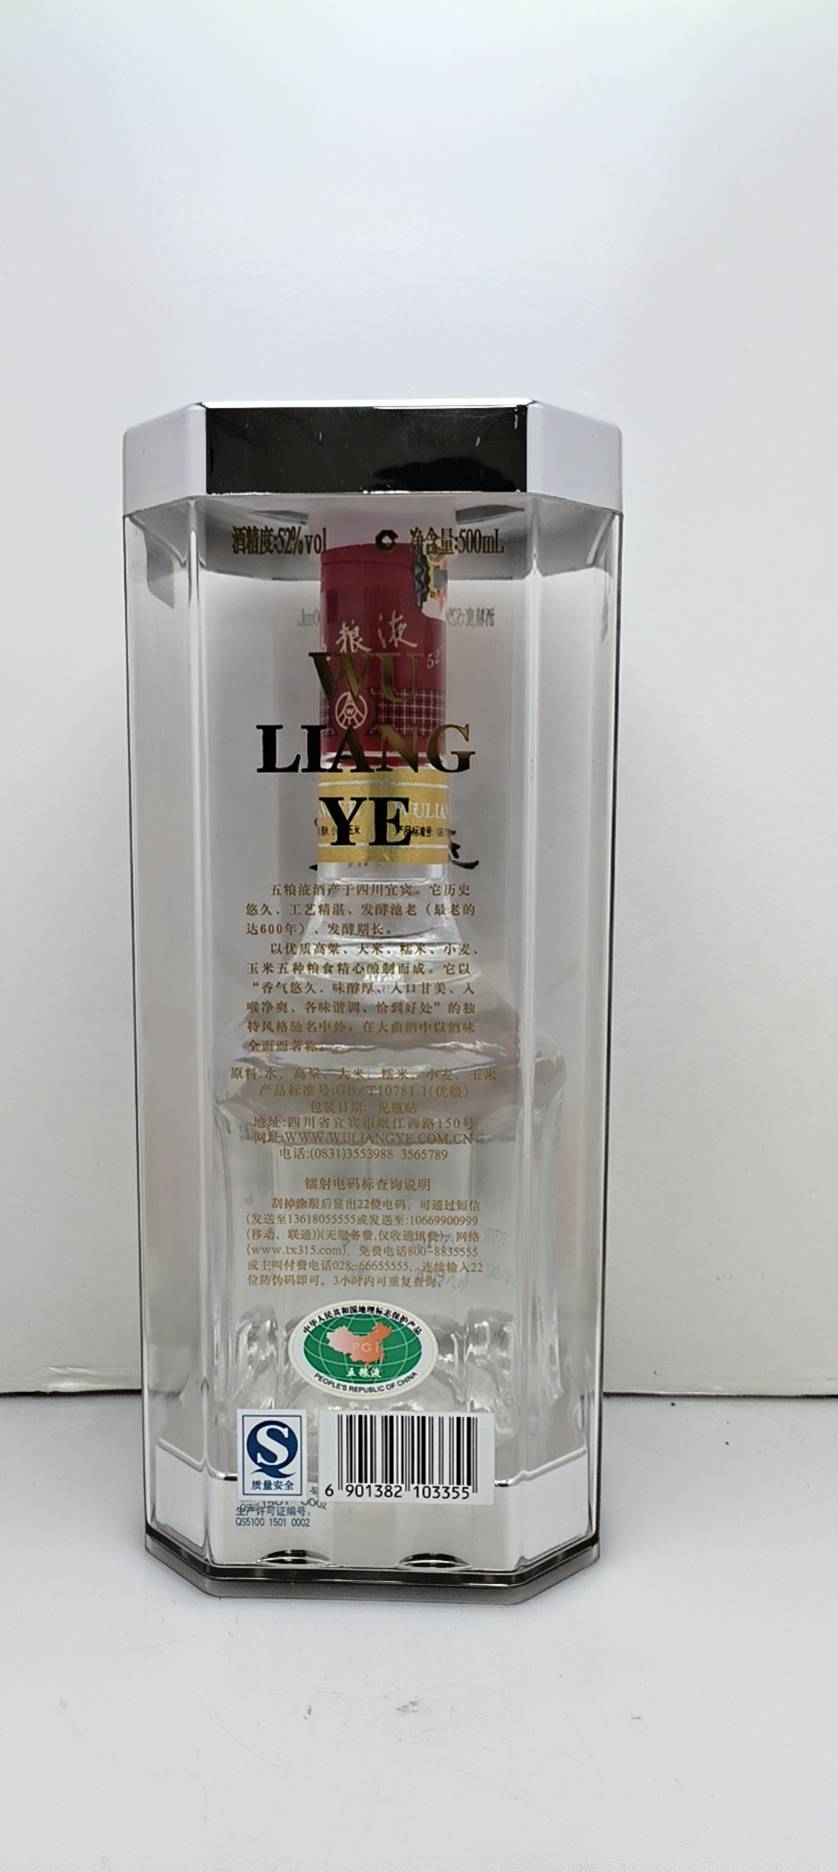 酒精度:52%vol 净含量:500mL
粮液
52
WU
LIANG
YE
产品标准号:GB
五粮液酒产于四川宜宾。它历史
悠久、工艺精湛、发酵池老（最老的
达600年）、发酵期长。
以优质高粱、大米、糯米、小麦、
玉米五种粮食精心酿制而成。它以
“香气悠久、味醇厚、入口甘美、入
喉净爽、各味谐调、恰到好处”的独
特风格驰名中外，在大曲酒中以酒味
全面而著称。
原料:水、高粱、大米、糯米、小麦、玉米
产品标准号:GB/T10781.1(优级)
包装日期: 见瓶贴
地址:四川省宜宾市岷江西路150号
网址:WWW.WULIANGYE.COM.CN
电话:(0831)3553988 3565789
镭射电码标查询说明
刮掉涂层后显出22位电码，可通过短信
(发送至13618055555或发送至:10669900999
(移动、联通))(无服务费,仅收通讯费)、网络
(www.tx315.com)、免费电话800-8835555
或主叫付费电话028-66655555，连续输入22
位防伪码即可。3小时内可重复查询。
中华人民共和国地理标志保护产品
PGI
五粮液
PEOPLE'S REPUBLIC OF CHINA
质量安全
6 901382 103355
生产许可证编号:
QS5100 1501 0002